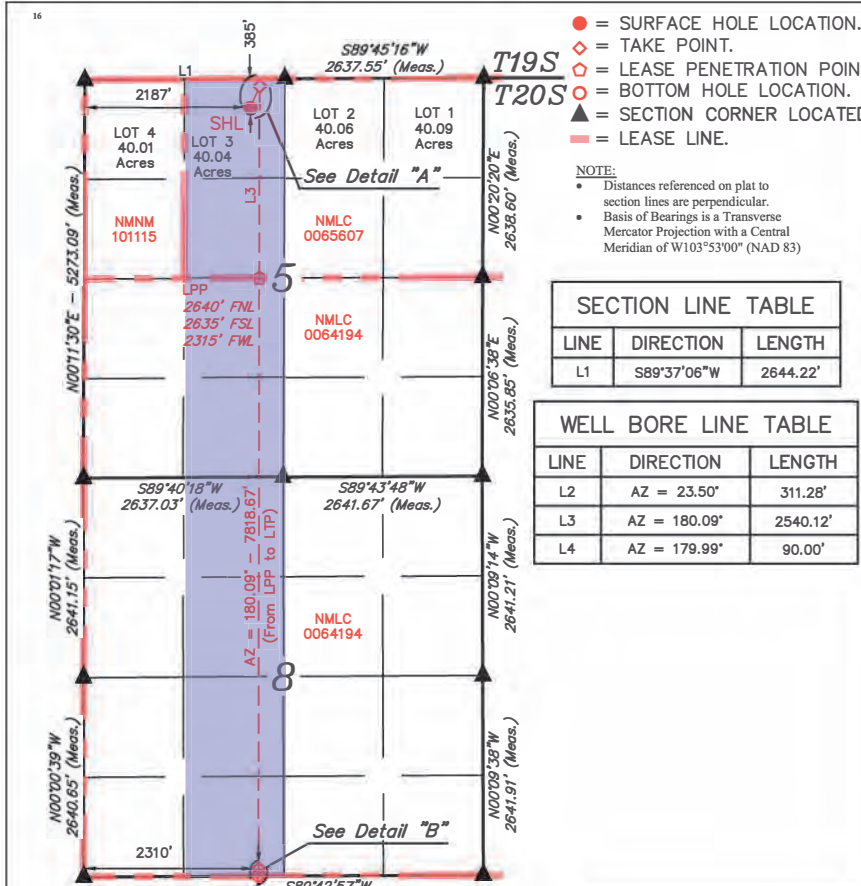 16
385'
S89°45'16"W
2637.55' (Meas.)
T19S
T20S
L1
2187'
SHL
LOT 4
40.01
Acres
LOT 3
40.04
Acres
LOT 2
40.06
Acres
LOT 1
40.09
Acres
See Detail "A"
L3
NMNM
101115
NMLC
0065607
5
LPP
2640' FNL
2635' FSL
2315' FWL
NMLC
0064194
N00°11'30"E - 5273.09' (Meas.)
N00°20'20"E
2638.60' (Meas.)
N00°06'38"E
2635.85' (Meas.)
S89°40'18"W
2637.03' (Meas.)
S89°43'48"W
2641.67' (Meas.)
N00°01'17"W
2641.15' (Meas.)
AZ = 180.09° - 7818.67'
(From LPP to LTP)
N00°09'14"W
2641.21' (Meas.)
NMLC
0064194
8
N00°00'39"W
2640.65' (Meas.)
N00°09'38"W
2641.91' (Meas.)
See Detail "B"
2310'
S89°42'57"W
= SURFACE HOLE LOCATION.
= TAKE POINT.
= LEASE PENETRATION POIN
= BOTTOM HOLE LOCATION.
= SECTION CORNER LOCATED
= LEASE LINE.
NOTE:
• Distances referenced on plat to
section lines are perpendicular.
• Basis of Bearings is a Transverse
Mercator Projection with a Central
Meridian of W103°53'00" (NAD 83)
SECTION LINE TABLE
LINE DIRECTION LENGTH
L1 S89°37'06"W 2644.22'
WELL BORE LINE TABLE
LINE DIRECTION LENGTH
L2 AZ = 23.50° 311.28'
L3 AZ = 180.09° 2540.12'
L4 AZ = 179.99° 90.00'